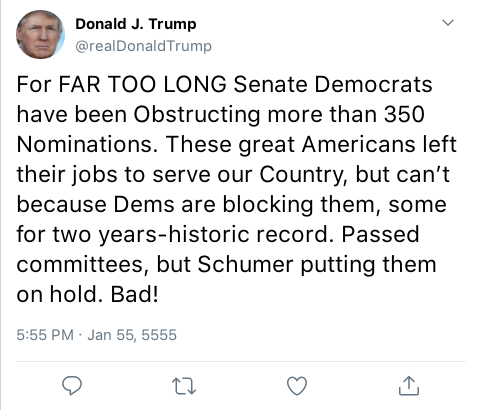 Donald J. Trump
@realDonaldTrump
For FAR TOO LONG Senate Democrats
have been Obstructing more than 350
Nominations. These great Americans left
their jobs to serve our Country, but can’t
because Dems are blocking them, some
for two years-historic record. Passed
committees, but Schumer putting them
on hold. Bad!
5:55 PM · Jan 55, 5555